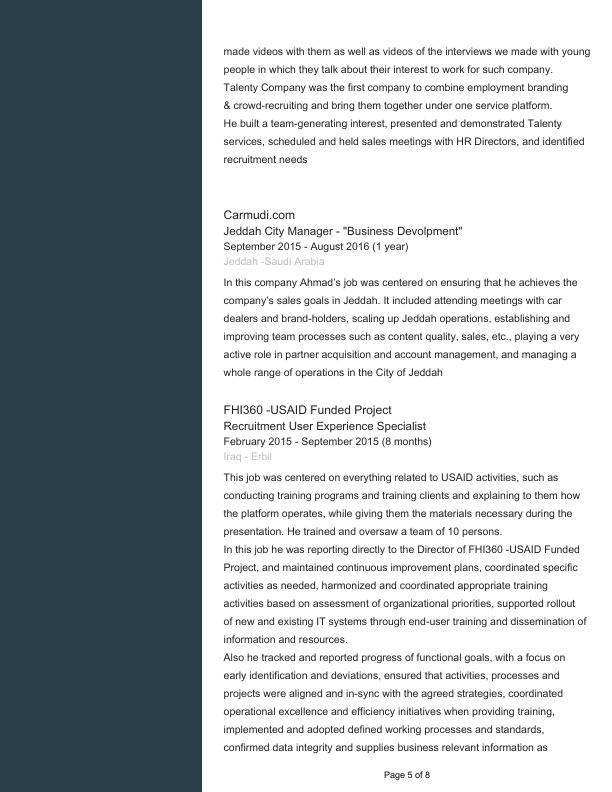 made videos with them as well as videos of the interviews we made with young
people in which they talk about their interest to work for such company.
Talenty Company was the first company to combine employment branding
& crowd-recruiting and bring them together under one service platform.
He built a team-generating interest, presented and demonstrated Talenty
services, scheduled and held sales meetings with HR Directors, and identified
recruitment needs
Carmudi.com
Jeddah City Manager - "Business Devolpment"
September 2015 - August 2016 (1 year)
Jeddah -Saudi Arabia
In this company Ahmad’s job was centered on ensuring that he achieves the
company’s sales goals in Jeddah. It included attending meetings with car
dealers and brand-holders, scaling up Jeddah operations, establishing and
improving team processes such as content quality, sales, etc., playing a very
active role in partner acquisition and account management, and managing a
whole range of operations in the City of Jeddah
FHI360 -USAID Funded Project
Recruitment User Experience Specialist
February 2015 - September 2015 (8 months)
Iraq - Erbil
This job was centered on everything related to USAID activities, such as
conducting training programs and training clients and explaining to them how
the platform operates, while giving them the materials necessary during the
presentation. He trained and oversaw a team of 10 persons.
In this job he was reporting directly to the Director of FHI360 -USAID Funded
Project, and maintained continuous improvement plans, coordinated specific
activities as needed, harmonized and coordinated appropriate training
activities based on assessment of organizational priorities, supported rollout
of new and existing IT systems through end-user training and dissemination of
information and resources.
Also he tracked and reported progress of functional goals, with a focus on
early identification and deviations, ensured that activities, processes and
projects were aligned and in-sync with the agreed strategies, coordinated
operational excellence and efficiency initiatives when providing training,
implemented and adopted defined working processes and standards,
confirmed data integrity and supplies business relevant information as
Page 5 of 8